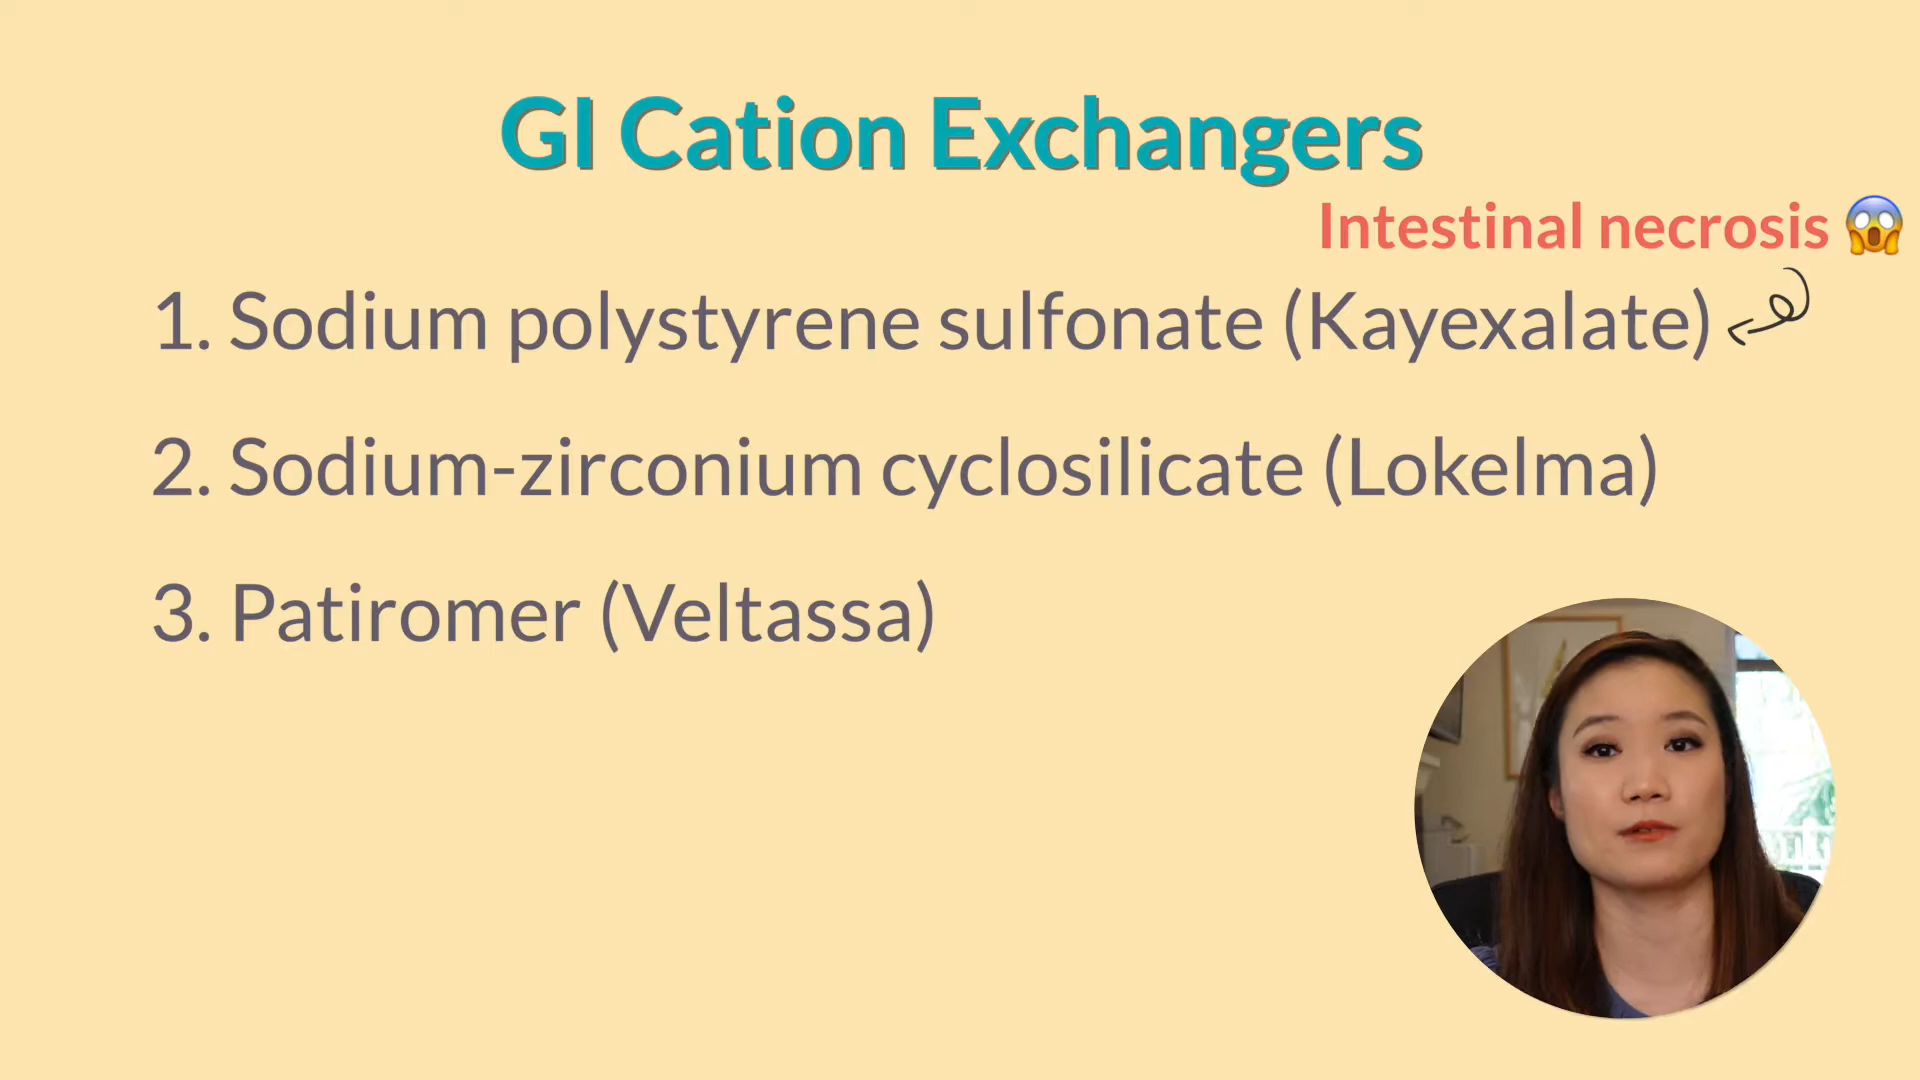 GI Cation Exchangers
Intestinal necrosis 😱
1. Sodium polystyrene sulfonate (Kayexalate)
2. Sodium-zirconium cyclosilicate (Lokelma)
3. Patiromer (Veltassa)